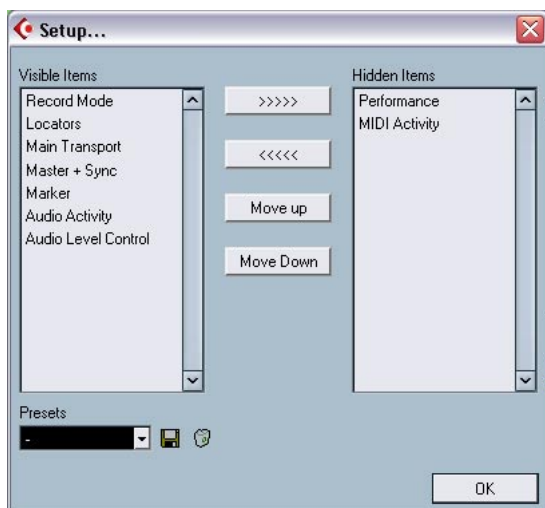 Setup...
Visible Items
Record Mode
Locators
Main Transport
Master + Sync
Marker
Audio Activity
Audio Level Control
>>>>>
<<<<<
Move up
Move Down
Hidden Items
Performance
MIDI Activity
Presets
-
OK